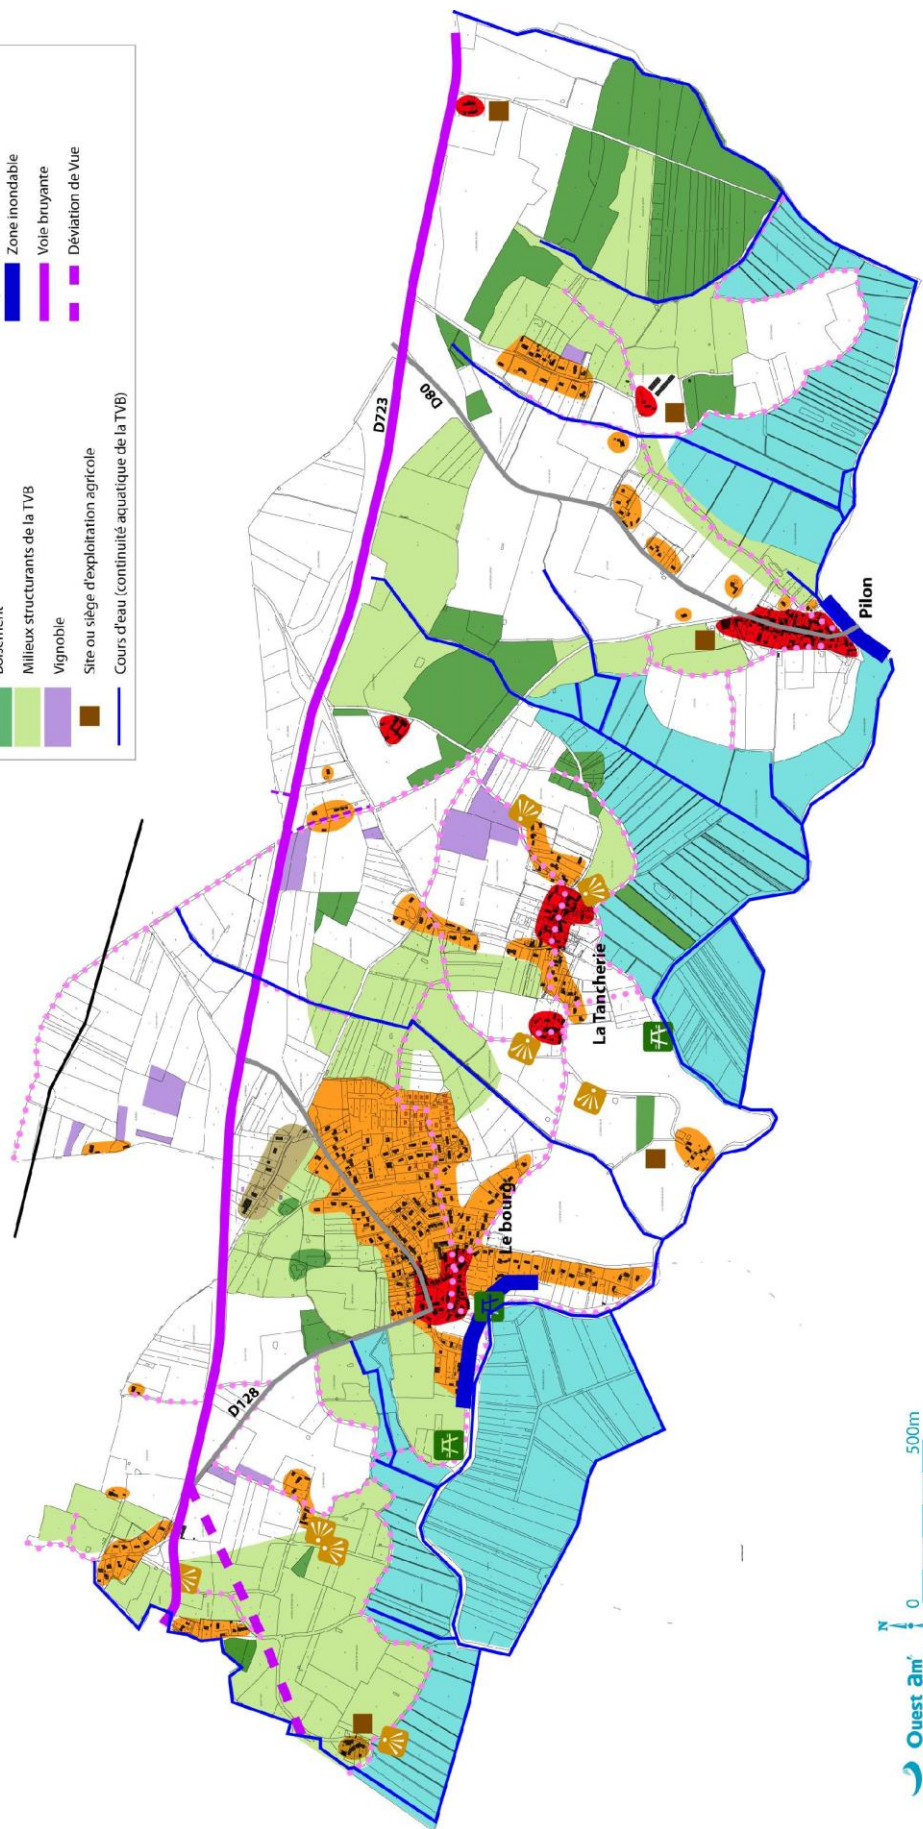 Milieux structurants de la TVB
Vignoble
Site ou siège d'exploitation agricole
Cours d'eau (continuité aquatique de la TVB)
Zone inondable
Voie bruyante
Déviation de Vue
D723
D80
D128
Pilon
La Tancherie
Le bourg
N
0 500m
Ouest am'